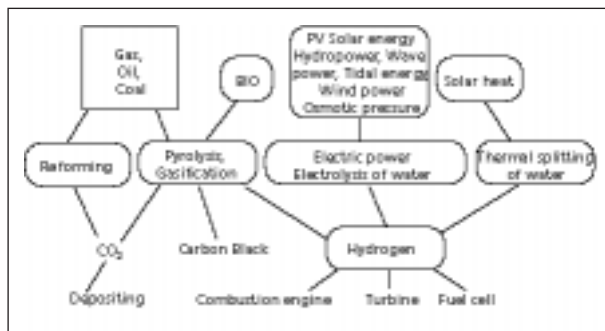 Gas,
Oil,
Coal
BIO
PV Solar energy
Hydropower, Wave
power, Tidal energy
Wind power
Osmotic pressure
Solar heat
Reforming
Pyrolysis,
Gasification
Electric power
Electrolysis of water
Thermal splitting
of water
CO₂
Carbon Black
Hydrogen
Depositing
Combustion engine
Turbine
Fuel cell